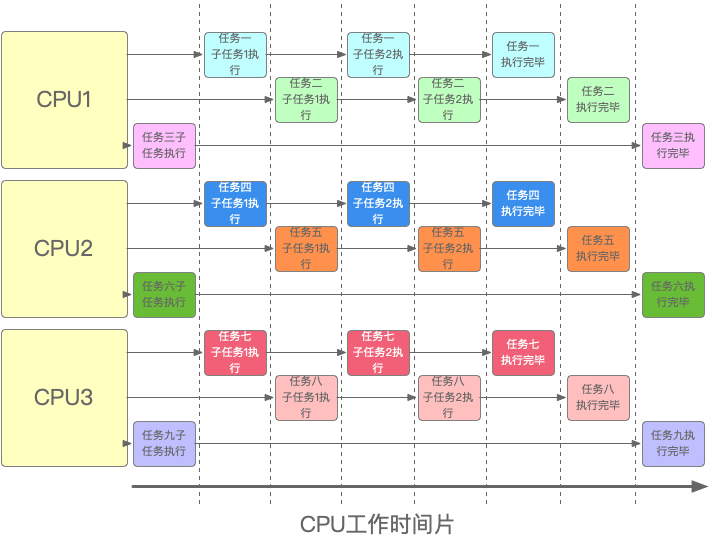 任务一
子任务1执
行
任务一
子任务2执
行
任务一
执行完毕
CPU1
任务二
子任务1执
行
任务二
子任务2执
行
任务二
执行完毕
任务三子
任务执行
任务三执
行完毕
任务四
子任务1执
行
任务四
子任务2执
行
任务四
执行完毕
CPU2
任务五
子任务1执
行
任务五
子任务2执
行
任务五
执行完毕
任务六子
任务执行
任务六执
行完毕
任务七
子任务1执
行
任务七
子任务2执
行
任务七
执行完毕
CPU3
任务八
子任务1执
行
任务八
子任务2执
行
任务八
执行完毕
任务九子
任务执行
任务九执
行完毕
CPU工作时间片